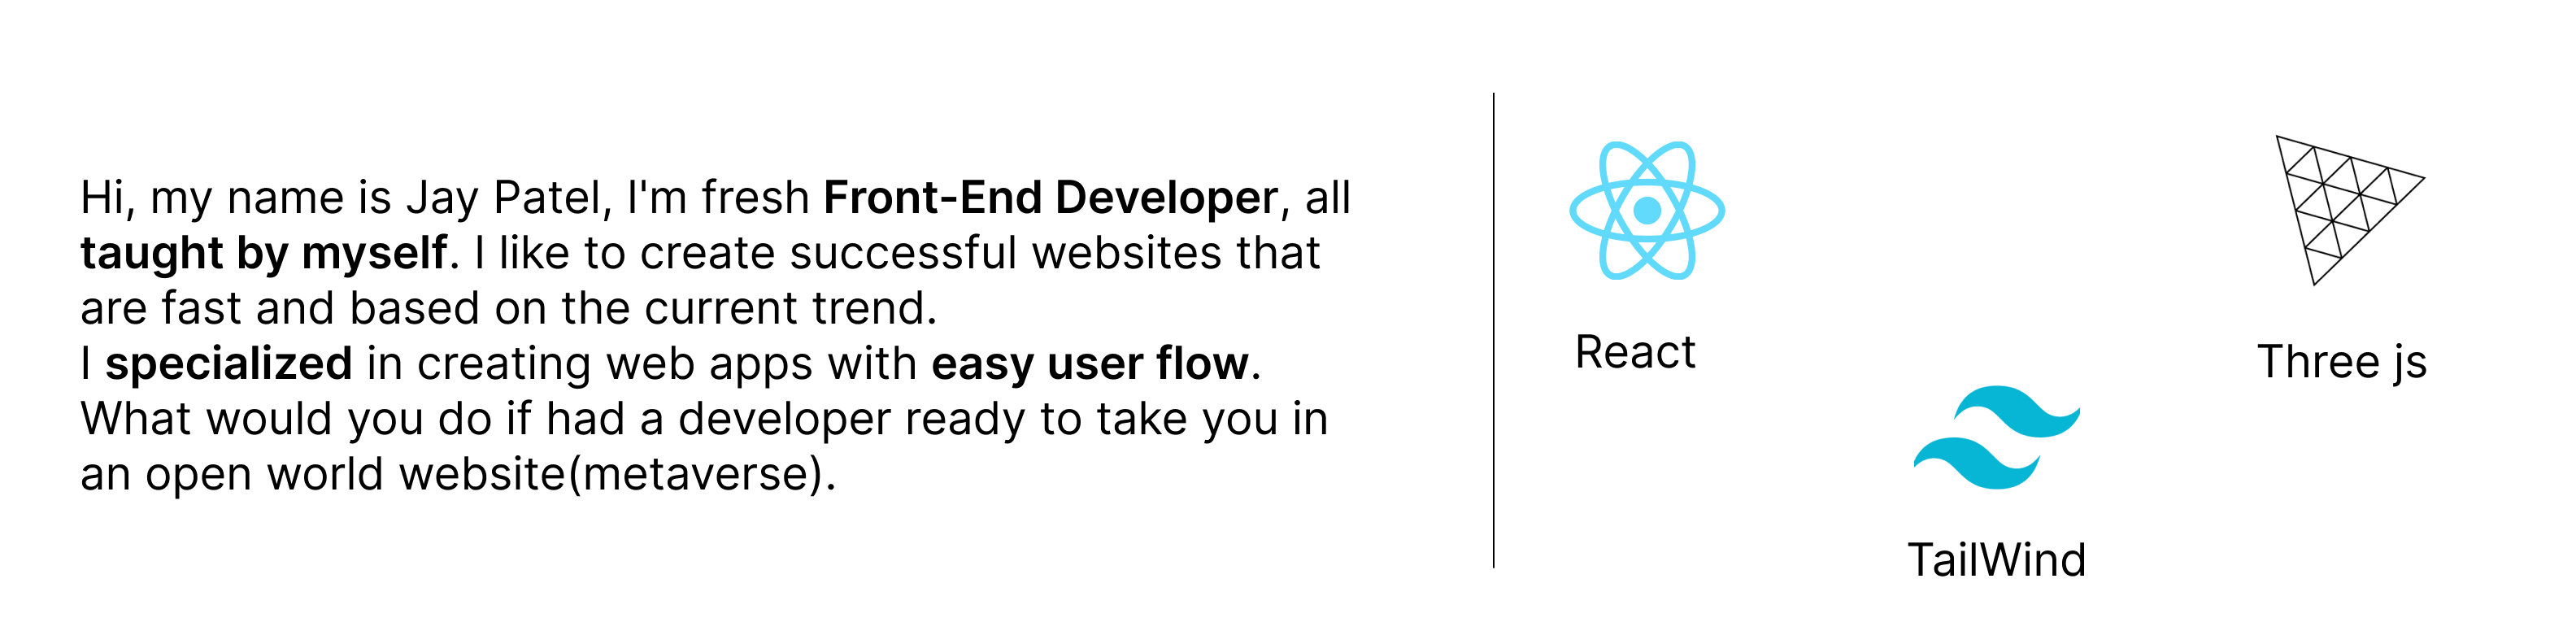 Hi, my name is Jay Patel, I'm fresh Front-End Developer, all
taught by myself. I like to create successful websites that
are fast and based on the current trend.
I specialized in creating web apps with easy user flow.
What would you do if had a developer ready to take you in
an open world website(metaverse).
React
Three js
TailWind